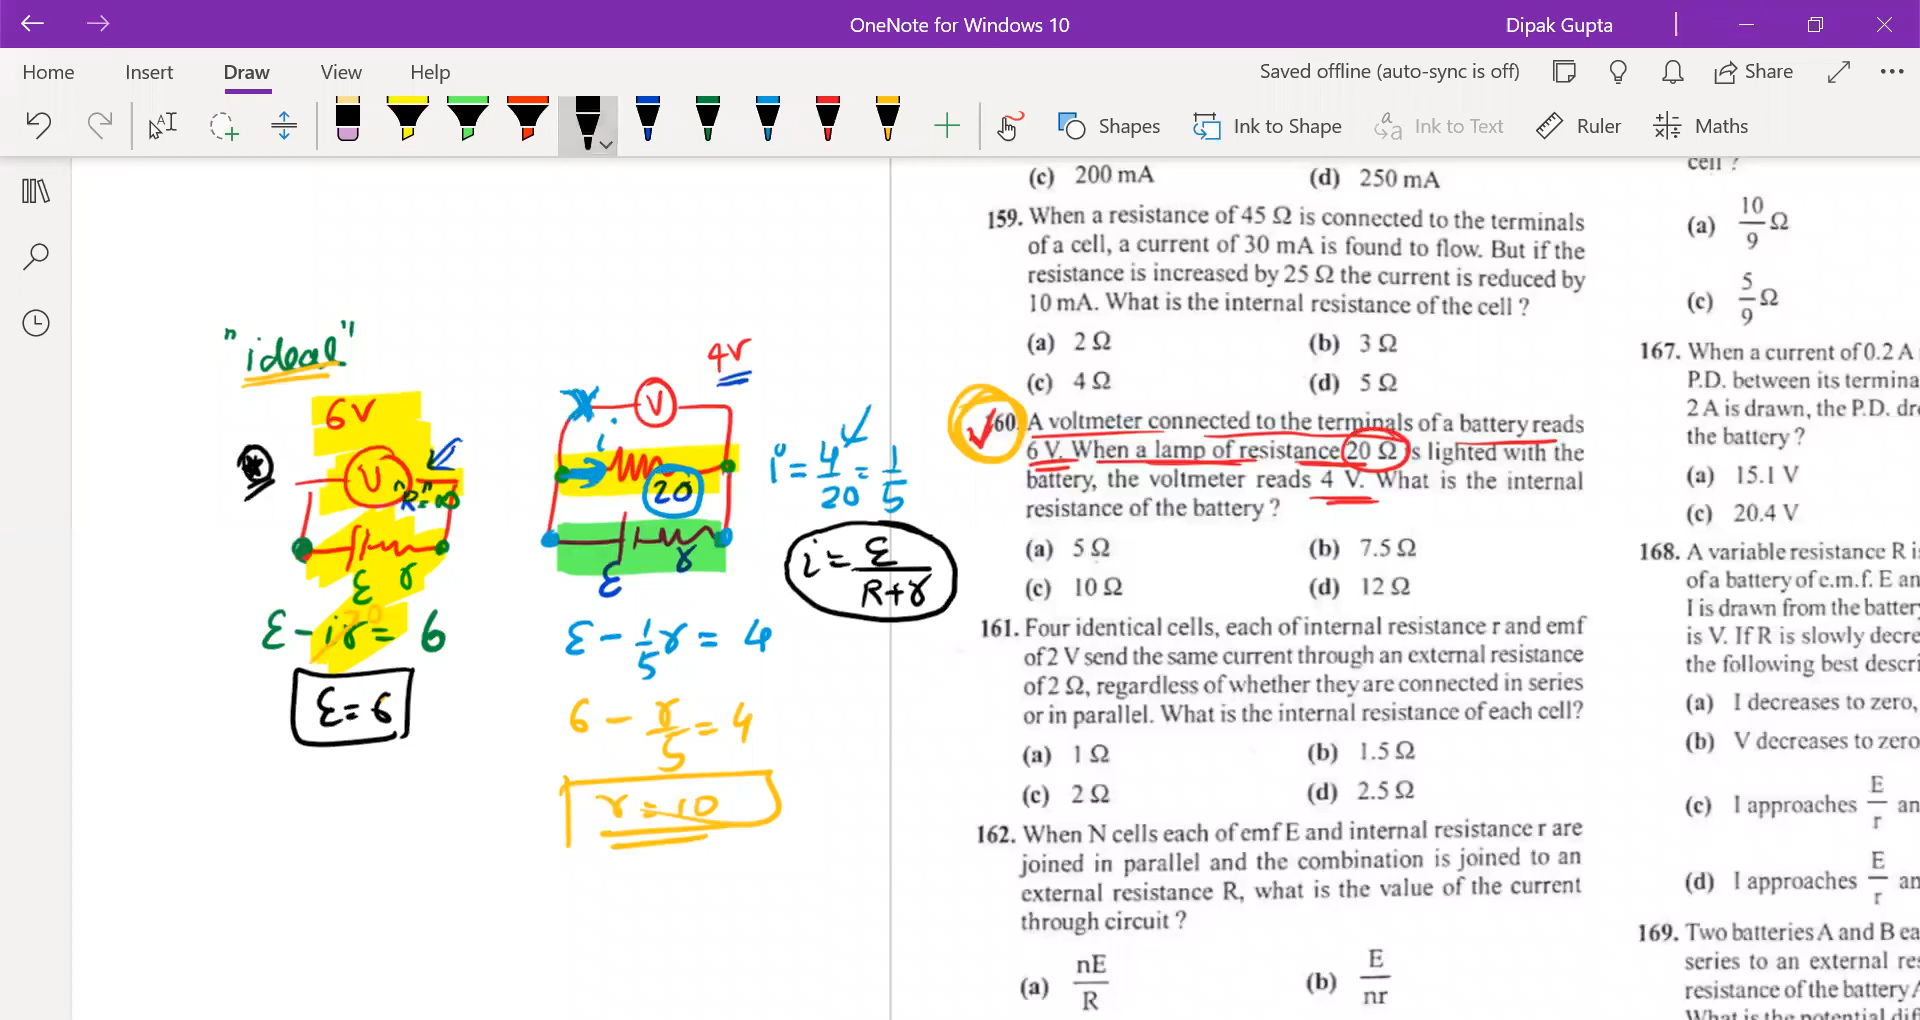 OneNote for Windows 10
Dipak Gupta
Home
Insert
Draw
View
Help
Saved offline (auto-sync is off)
Share
Shapes
Ink to Shape
Ink to Text
Ruler
Maths
"ideal"
6V
V
"R"=∞
ε r
ε - ir = 6
ε = 6
4V
V
i
20
ε r
i = 4/20 = 1/5
i = ε/(R+r)
ε - 1/5 r = 4
6 - r/5 = 4
r = 10
(c) 200 mA (d) 250 mA
159. When a resistance of 45 Ω is connected to the terminals
of a cell, a current of 30 mA is found to flow. But if the
resistance is increased by 25 Ω the current is reduced by
10 mA. What is the internal resistance of the cell ?
(a) 2 Ω (b) 3 Ω
(c) 4 Ω (d) 5 Ω
60. A voltmeter connected to the terminals of a battery reads
6 V. When a lamp of resistance 20 Ω is lighted with the
battery, the voltmeter reads 4 V. What is the internal
resistance of the battery ?
(a) 5 Ω (b) 7.5 Ω
(c) 10 Ω (d) 12 Ω
161. Four identical cells, each of internal resistance r and emf
of 2 V send the same current through an external resistance
of 2 Ω, regardless of whether they are connected in series
or in parallel. What is the internal resistance of each cell?
(a) 1 Ω (b) 1.5 Ω
(c) 2 Ω (d) 2.5 Ω
162. When N cells each of emf E and internal resistance r are
joined in parallel and the combination is joined to an
external resistance R, what is the value of the current
through circuit ?
(a) nE/R (b) E/nr
cell ?
(a) 10/9 Ω
(c) 5/9 Ω
167. When a current of 0.2 A
P.D. between its termina
2 A is drawn, the P.D. dr
the battery ?
(a) 15.1 V
(c) 20.4 V
168. A variable resistance R i
of a battery of e.m.f. E an
I is drawn from the batter
is V. If R is slowly decre
the following best descri
(a) I decreases to zero,
(b) V decreases to zero
(c) I approaches E/r an
(d) I approaches E/r an
169. Two batteries A and B ea
series to an external res
resistance of the battery A
What is the potential dif